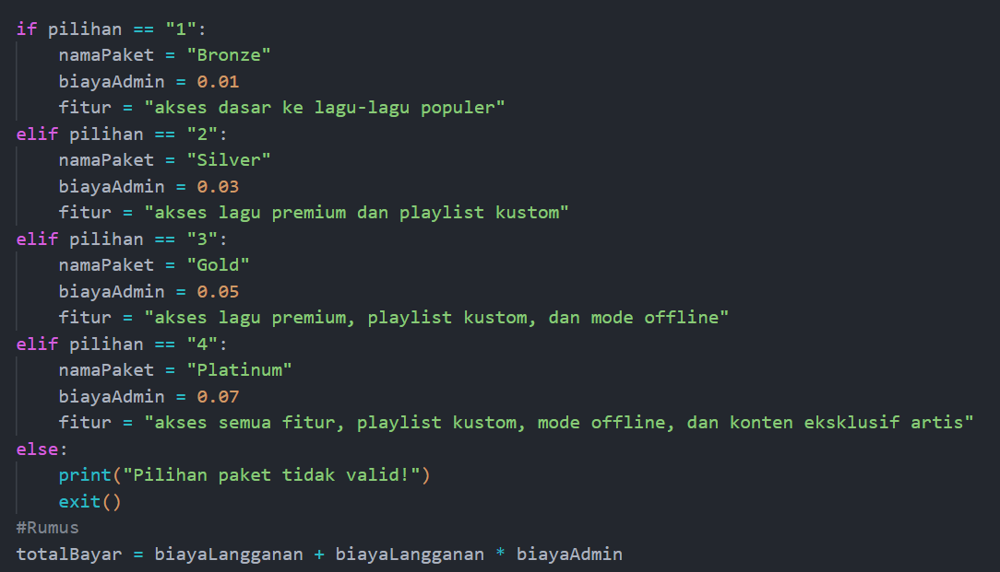 if pilihan == "1":
    namaPaket = "Bronze"
    biayaAdmin = 0.01
    fitur = "akses dasar ke lagu-lagu populer"
elif pilihan == "2":
    namaPaket = "Silver"
    biayaAdmin = 0.03
    fitur = "akses lagu premium dan playlist kustom"
elif pilihan == "3":
    namaPaket = "Gold"
    biayaAdmin = 0.05
    fitur = "akses lagu premium, playlist kustom, dan mode offline"
elif pilihan == "4":
    namaPaket = "Platinum"
    biayaAdmin = 0.07
    fitur = "akses semua fitur, playlist kustom, mode offline, dan konten eksklusif artis"
else:
    print("Pilihan paket tidak valid!")
    exit()
#Rumus
totalBayar = biayaLangganan + biayaLangganan * biayaAdmin